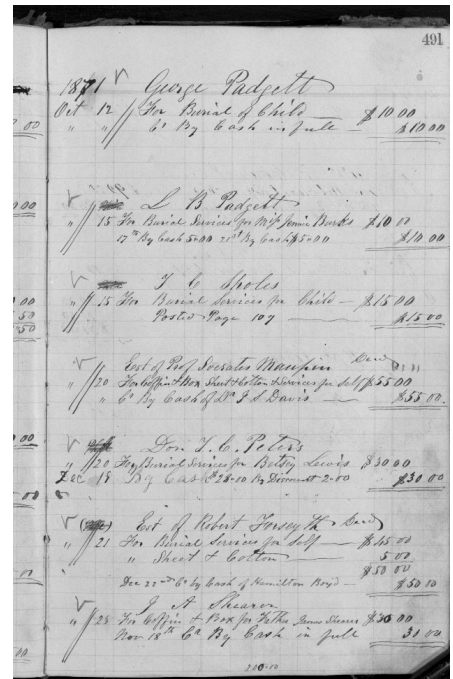 491
1871 George Padgett
Oct 12 For Burial of Child $10 00
" " Cr By Cash in full — $10 00
L B Padgett
" 15 For Burial Services for Miss Jennie Burks $10 00
17th By Cash 5.00 21st By Cash $5.00 $10 00
T C Sholes
" 15 For Burial Services for Child — $15 00
Posted Page 107 — $15 00
Est of Prof Socrates Maupin Decd
" 20 For Coffin & Box Sheet & Cotton & Services for self $55 00
" Cr By Cash of Dr J S Davis — $55 00
Don T. C. Peters
" 20 For Burial Services for Betsey Lewis $30 00
Dec 18 By Cash 28.00 By Discount 2.00 $30 00
Est of Robert Forsyth Decd
" 21 For Burial Services for Self — $45 00
" Sheet & Cotton — 5 00
$50 00
Dec 22nd Cr by Cash of Hamilton Boyd — $50 00
J A Shearer
" 25 For Coffin & Box for Father James $30 00
Nov 18th Cr By Cash in full 30 00
200.10